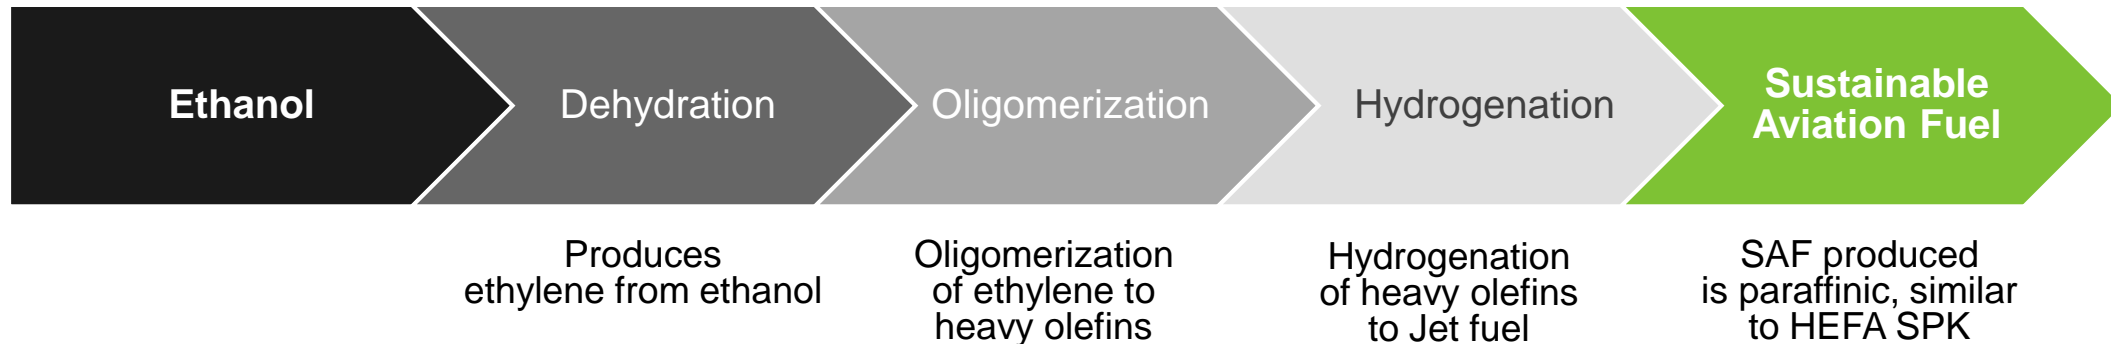 Ethanol
Dehydration
Oligomerization
Hydrogenation
Sustainable
Aviation Fuel
Produces
ethylene from ethanol
Oligomerization
of ethylene to
heavy olefins
Hydrogenation
of heavy olefins
to Jet fuel
SAF produced
is paraffinic, similar
to HEFA SPK